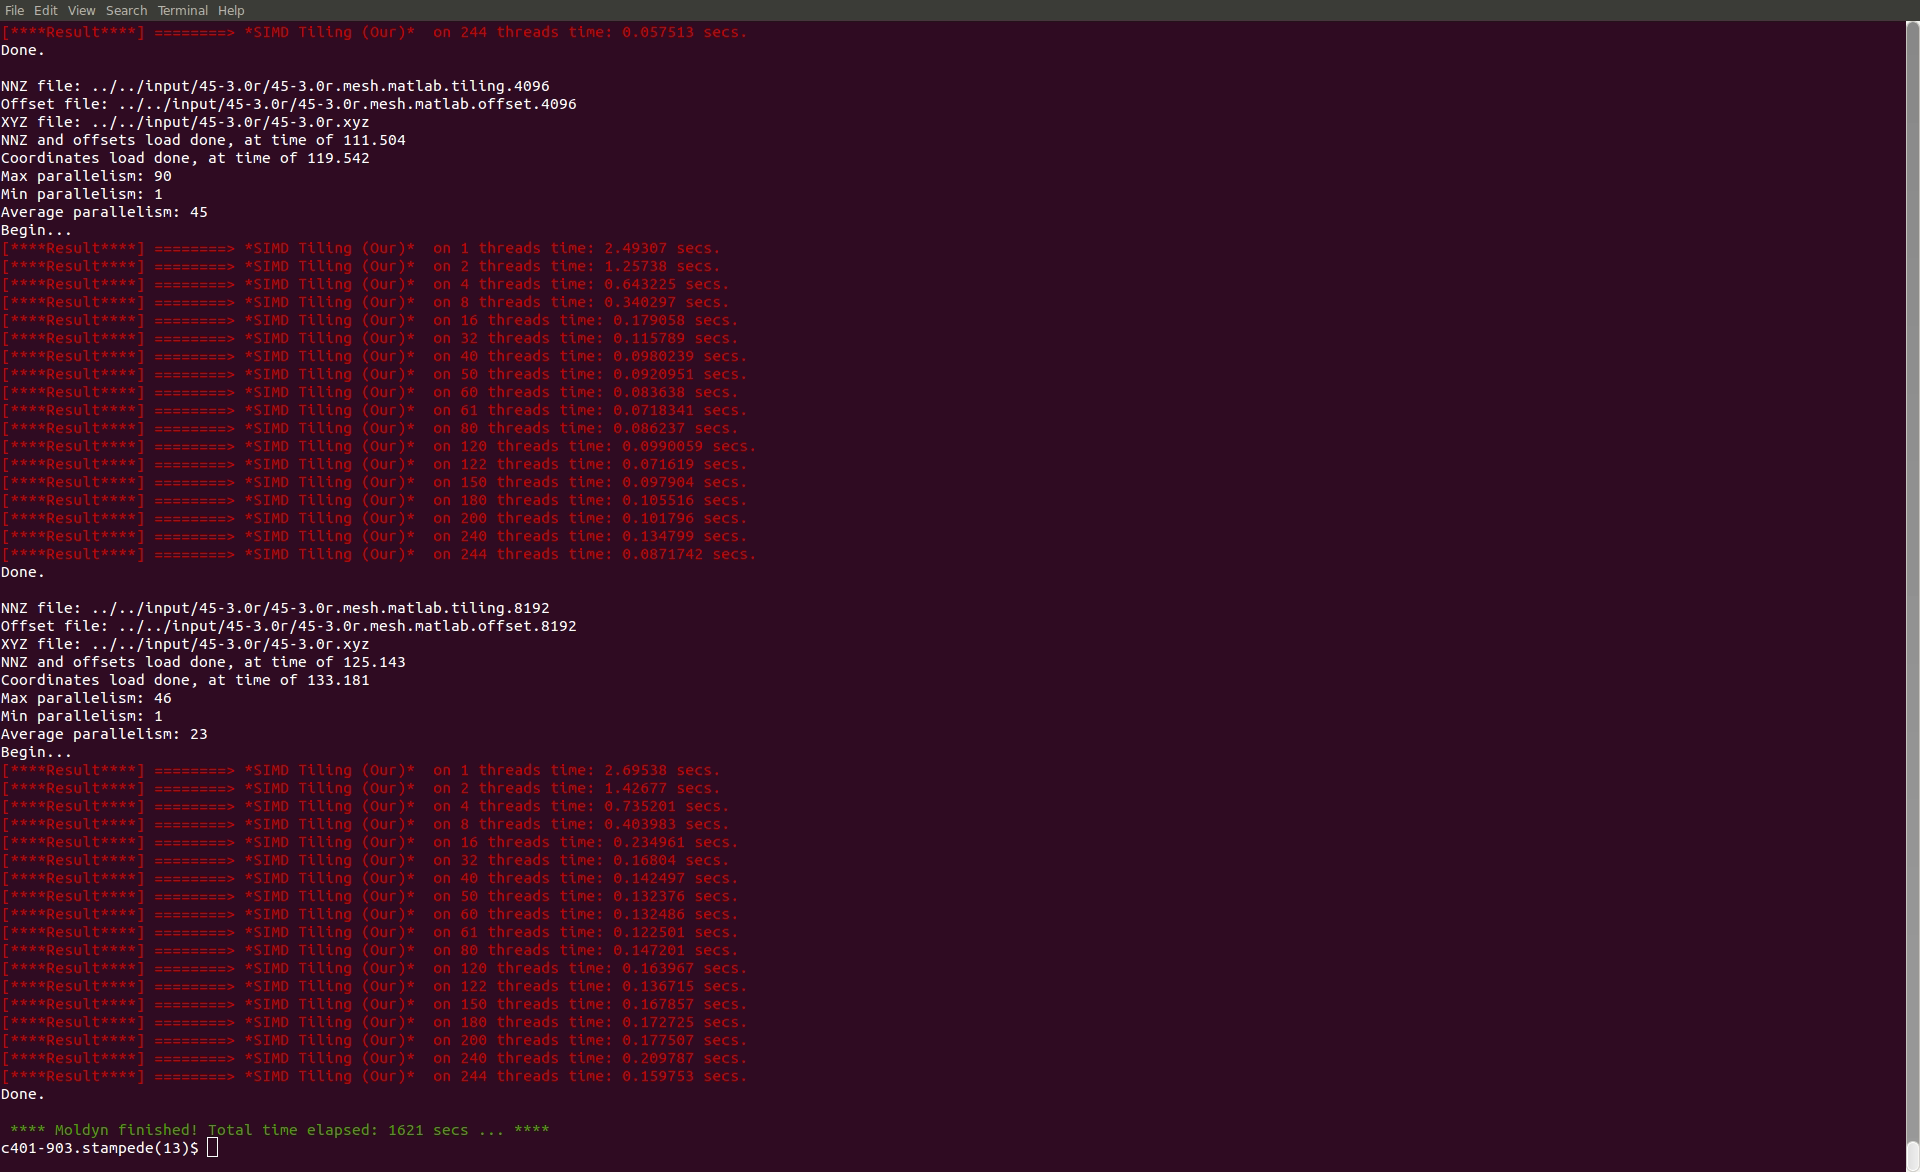 File Edit View Search Terminal Help
[****Result****] ========> *SIMD Tiling (Our)*  on 244 threads time: 0.057513 secs.
Done.
NNZ file: ../../input/45-3.0r/45-3.0r.mesh.matlab.tiling.4096
Offset file: ../../input/45-3.0r/45-3.0r.mesh.matlab.offset.4096
XYZ file: ../../input/45-3.0r/45-3.0r.xyz
NNZ and offsets load done, at time of 111.504
Coordinates load done, at time of 119.542
Max parallelism: 90
Min parallelism: 1
Average parallelism: 45
Begin...
[****Result****] ========> *SIMD Tiling (Our)*  on 1 threads time: 2.49307 secs.
[****Result****] ========> *SIMD Tiling (Our)*  on 2 threads time: 1.25738 secs.
[****Result****] ========> *SIMD Tiling (Our)*  on 4 threads time: 0.643225 secs.
[****Result****] ========> *SIMD Tiling (Our)*  on 8 threads time: 0.340297 secs.
[****Result****] ========> *SIMD Tiling (Our)*  on 16 threads time: 0.179058 secs.
[****Result****] ========> *SIMD Tiling (Our)*  on 32 threads time: 0.115789 secs.
[****Result****] ========> *SIMD Tiling (Our)*  on 40 threads time: 0.0980239 secs.
[****Result****] ========> *SIMD Tiling (Our)*  on 50 threads time: 0.0920951 secs.
[****Result****] ========> *SIMD Tiling (Our)*  on 60 threads time: 0.083638 secs.
[****Result****] ========> *SIMD Tiling (Our)*  on 61 threads time: 0.0718341 secs.
[****Result****] ========> *SIMD Tiling (Our)*  on 80 threads time: 0.086237 secs.
[****Result****] ========> *SIMD Tiling (Our)*  on 120 threads time: 0.0990059 secs.
[****Result****] ========> *SIMD Tiling (Our)*  on 122 threads time: 0.071619 secs.
[****Result****] ========> *SIMD Tiling (Our)*  on 150 threads time: 0.097904 secs.
[****Result****] ========> *SIMD Tiling (Our)*  on 180 threads time: 0.105516 secs.
[****Result****] ========> *SIMD Tiling (Our)*  on 200 threads time: 0.101796 secs.
[****Result****] ========> *SIMD Tiling (Our)*  on 240 threads time: 0.134799 secs.
[****Result****] ========> *SIMD Tiling (Our)*  on 244 threads time: 0.0871742 secs.
Done.
NNZ file: ../../input/45-3.0r/45-3.0r.mesh.matlab.tiling.8192
Offset file: ../../input/45-3.0r/45-3.0r.mesh.matlab.offset.8192
XYZ file: ../../input/45-3.0r/45-3.0r.xyz
NNZ and offsets load done, at time of 125.143
Coordinates load done, at time of 133.181
Max parallelism: 46
Min parallelism: 1
Average parallelism: 23
Begin...
[****Result****] ========> *SIMD Tiling (Our)*  on 1 threads time: 2.69538 secs.
[****Result****] ========> *SIMD Tiling (Our)*  on 2 threads time: 1.42677 secs.
[****Result****] ========> *SIMD Tiling (Our)*  on 4 threads time: 0.735201 secs.
[****Result****] ========> *SIMD Tiling (Our)*  on 8 threads time: 0.403983 secs.
[****Result****] ========> *SIMD Tiling (Our)*  on 16 threads time: 0.234961 secs.
[****Result****] ========> *SIMD Tiling (Our)*  on 32 threads time: 0.16804 secs.
[****Result****] ========> *SIMD Tiling (Our)*  on 40 threads time: 0.142497 secs.
[****Result****] ========> *SIMD Tiling (Our)*  on 50 threads time: 0.132376 secs.
[****Result****] ========> *SIMD Tiling (Our)*  on 60 threads time: 0.132486 secs.
[****Result****] ========> *SIMD Tiling (Our)*  on 61 threads time: 0.122501 secs.
[****Result****] ========> *SIMD Tiling (Our)*  on 80 threads time: 0.147201 secs.
[****Result****] ========> *SIMD Tiling (Our)*  on 120 threads time: 0.163967 secs.
[****Result****] ========> *SIMD Tiling (Our)*  on 122 threads time: 0.136715 secs.
[****Result****] ========> *SIMD Tiling (Our)*  on 150 threads time: 0.167857 secs.
[****Result****] ========> *SIMD Tiling (Our)*  on 180 threads time: 0.172725 secs.
[****Result****] ========> *SIMD Tiling (Our)*  on 200 threads time: 0.177507 secs.
[****Result****] ========> *SIMD Tiling (Our)*  on 240 threads time: 0.209787 secs.
[****Result****] ========> *SIMD Tiling (Our)*  on 244 threads time: 0.159753 secs.
Done.
**** Moldyn finished! Total time elapsed: 1621 secs ... ****
c401-903.stampede(13)$